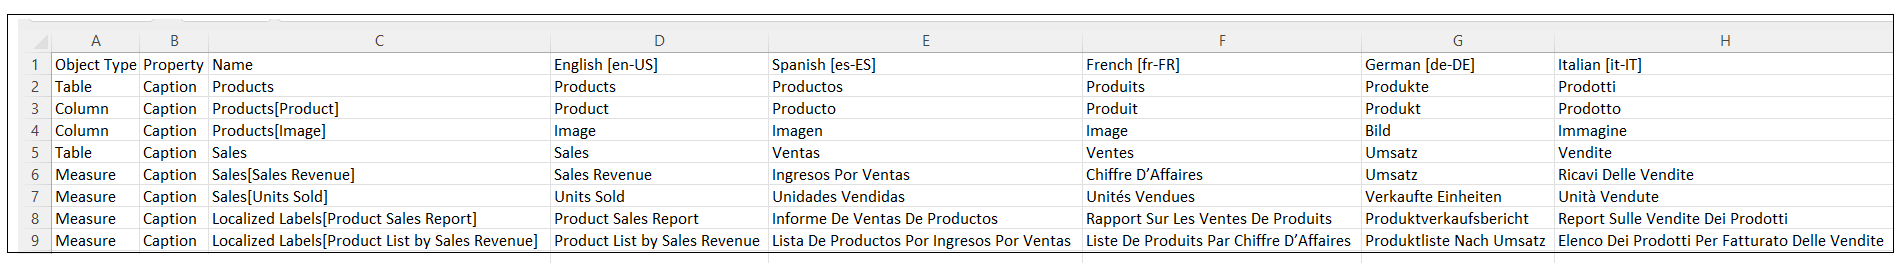 A B C D E F G H
1 Object Type Property Name English [en-US] Spanish [es-ES] French [fr-FR] German [de-DE] Italian [it-IT]
2 Table Caption Products Products Productos Produits Produkte Prodotti
3 Column Caption Products[Product] Product Producto Produit Produkt Prodotto
4 Column Caption Products[Image] Image Imagen Image Bild Immagine
5 Table Caption Sales Sales Ventas Ventes Umsatz Vendite
6 Measure Caption Sales[Sales Revenue] Sales Revenue Ingresos Por Ventas Chiffre D’Affaires Umsatz Ricavi Delle Vendite
7 Measure Caption Sales[Units Sold] Units Sold Unidades Vendidas Unités Vendues Verkaufte Einheiten Unità Vendute
8 Measure Caption Localized Labels[Product Sales Report] Product Sales Report Informe De Ventas De Productos Rapport Sur Les Ventes De Produits Produktverkaufsbericht Report Sulle Vendite Dei Prodotti
9 Measure Caption Localized Labels[Product List by Sales Revenue] Product List by Sales Revenue Lista De Productos Por Ingresos Por Ventas Liste De Produits Par Chiffre D’Affaires Produktliste Nach Umsatz Elenco Dei Prodotti Per Fatturato Delle Vendite